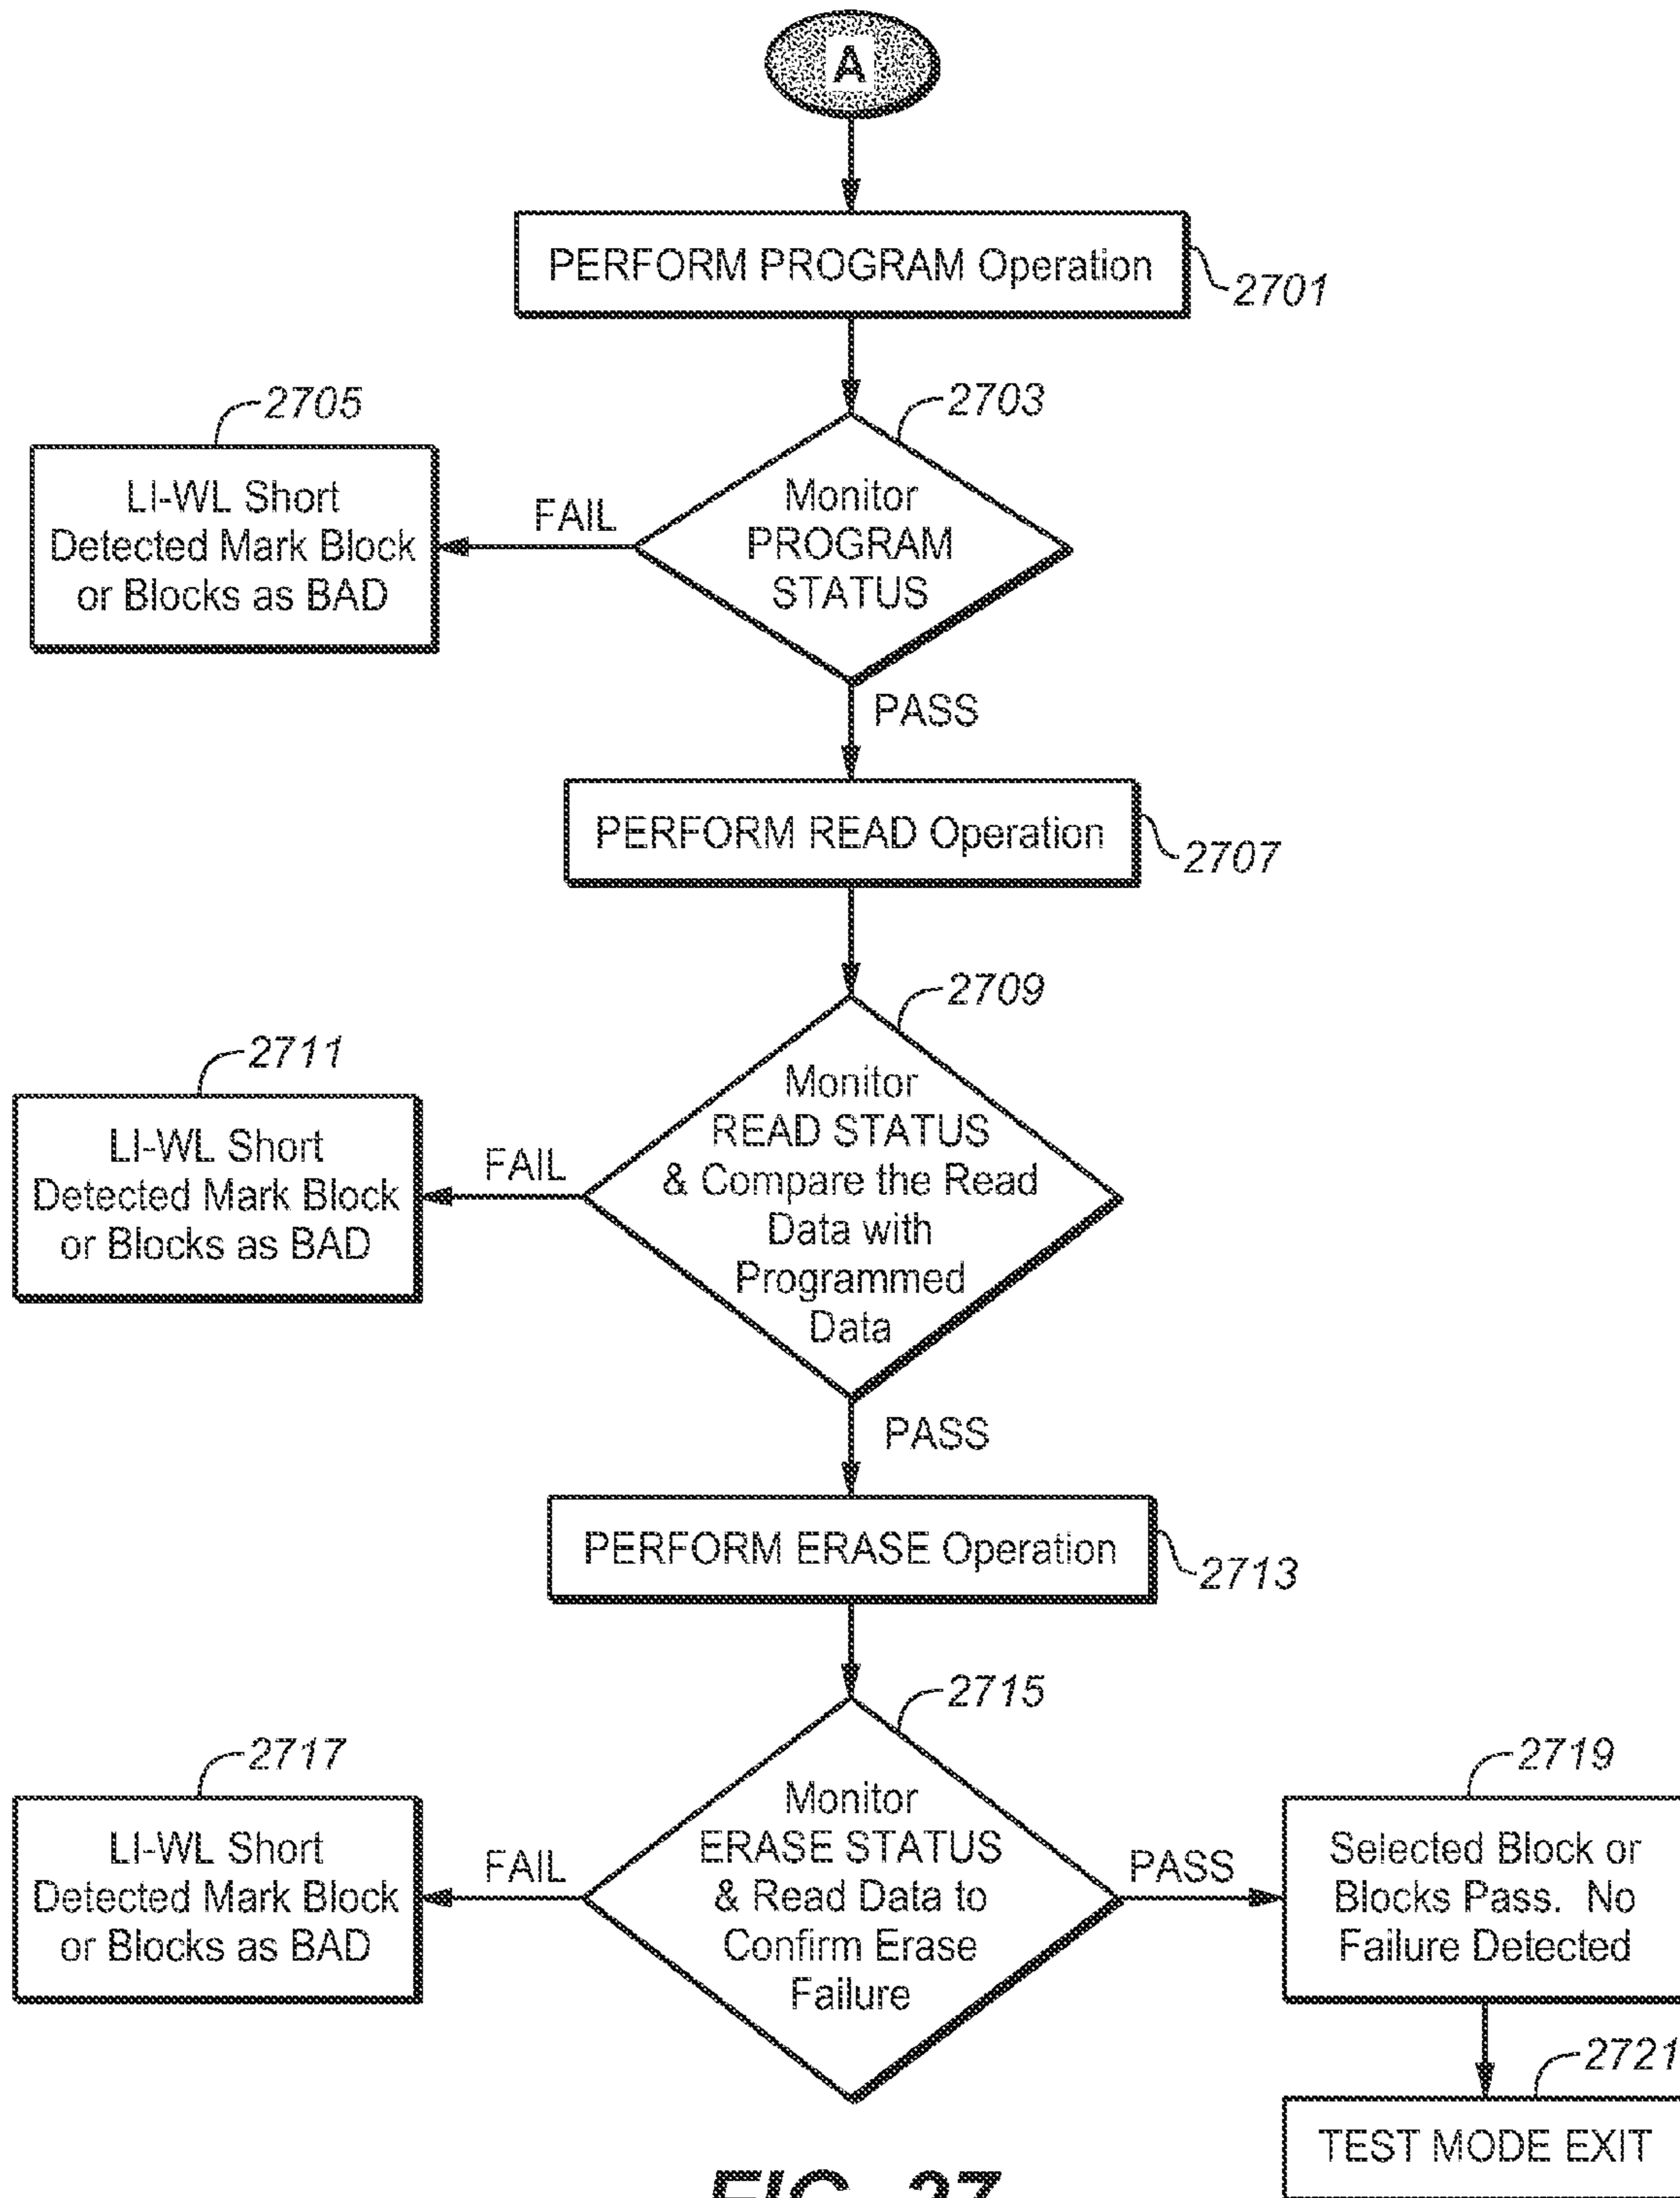 A
PERFORM PROGRAM Operation
2701
2703
2705
Monitor
PROGRAM
STATUS
FAIL
LI-WL Short
Detected Mark Block
or Blocks as BAD
PASS
PERFORM READ Operation
2707
2709
2711
Monitor
READ STATUS
& Compare the Read
Data with
Programmed
Data
FAIL
LI-WL Short
Detected Mark Block
or Blocks as BAD
PASS
PERFORM ERASE Operation
2713
2715
2717
2719
Monitor
ERASE STATUS
& Read Data to
Confirm Erase
Failure
FAIL
LI-WL Short
Detected Mark Block
or Blocks as BAD
PASS
Selected Block or
Blocks Pass. No
Failure Detected
2721
TEST MODE EXIT
FIG. 27